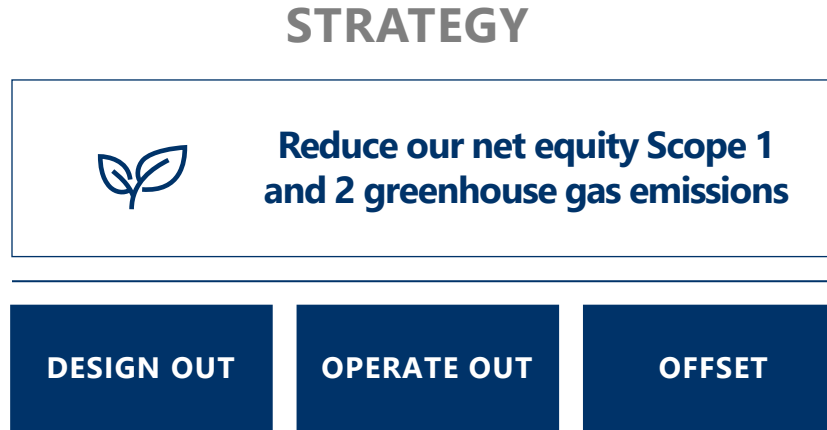 STRATEGY
Reduce our net equity Scope 1
and 2 greenhouse gas emissions
DESIGN OUT
OPERATE OUT
OFFSET